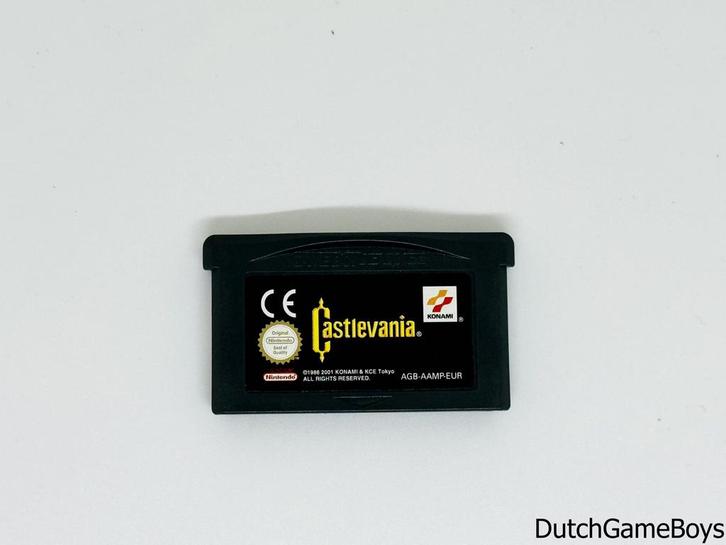 CE
Castlevania®
KONAMI ®
Original
Nintendo
Seal of
Quality
Nintendo
©1986 2001 KONAMI & KCE Tokyo
ALL RIGHTS RESERVED.
AGB-AAMP-EUR
DutchGameBoys